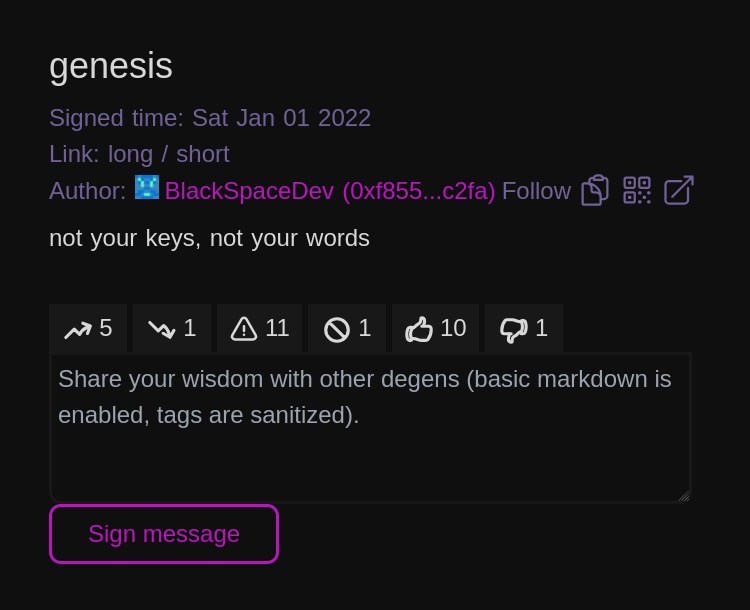 genesis
Signed time: Sat Jan 01 2022
Link: long / short
Author: BlackSpaceDev (0xf855...c2fa) Follow
not your keys, not your words
5 1 11 1 10 1
Share your wisdom with other degens (basic markdown is
enabled, tags are sanitized).
Sign message